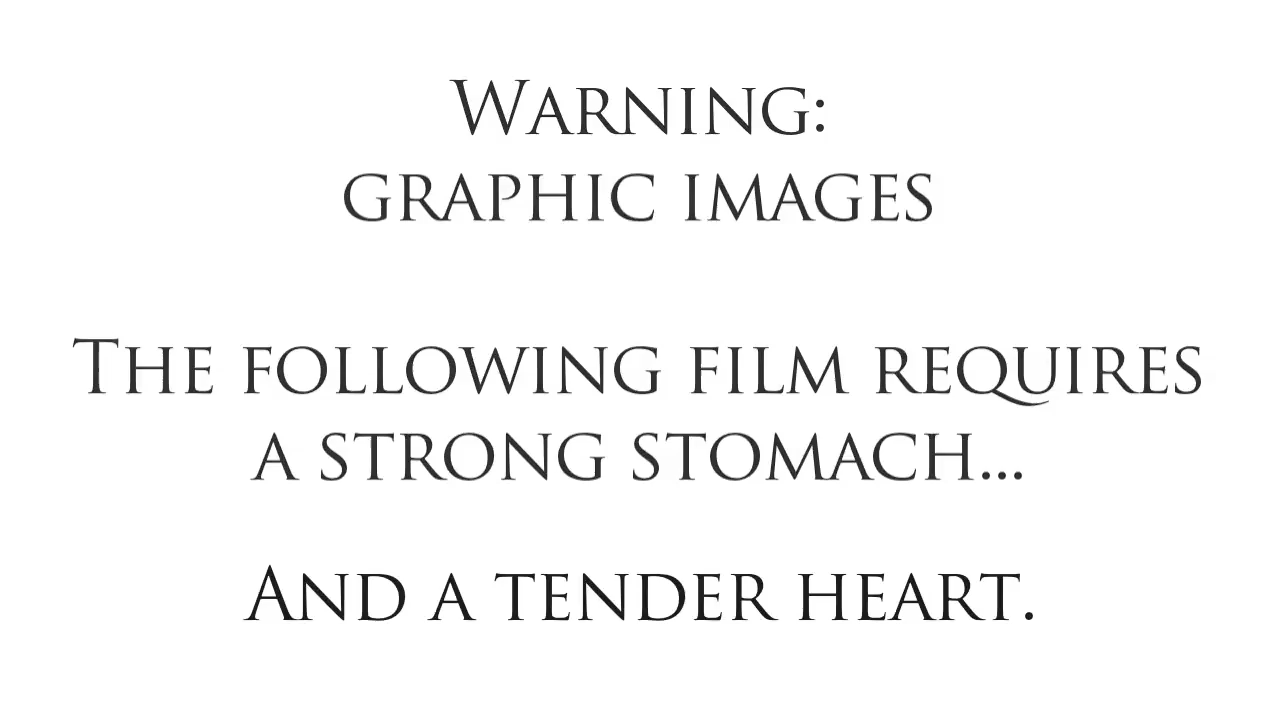 Warning:
graphic images
The following film requires
a strong stomach...
And a tender heart.